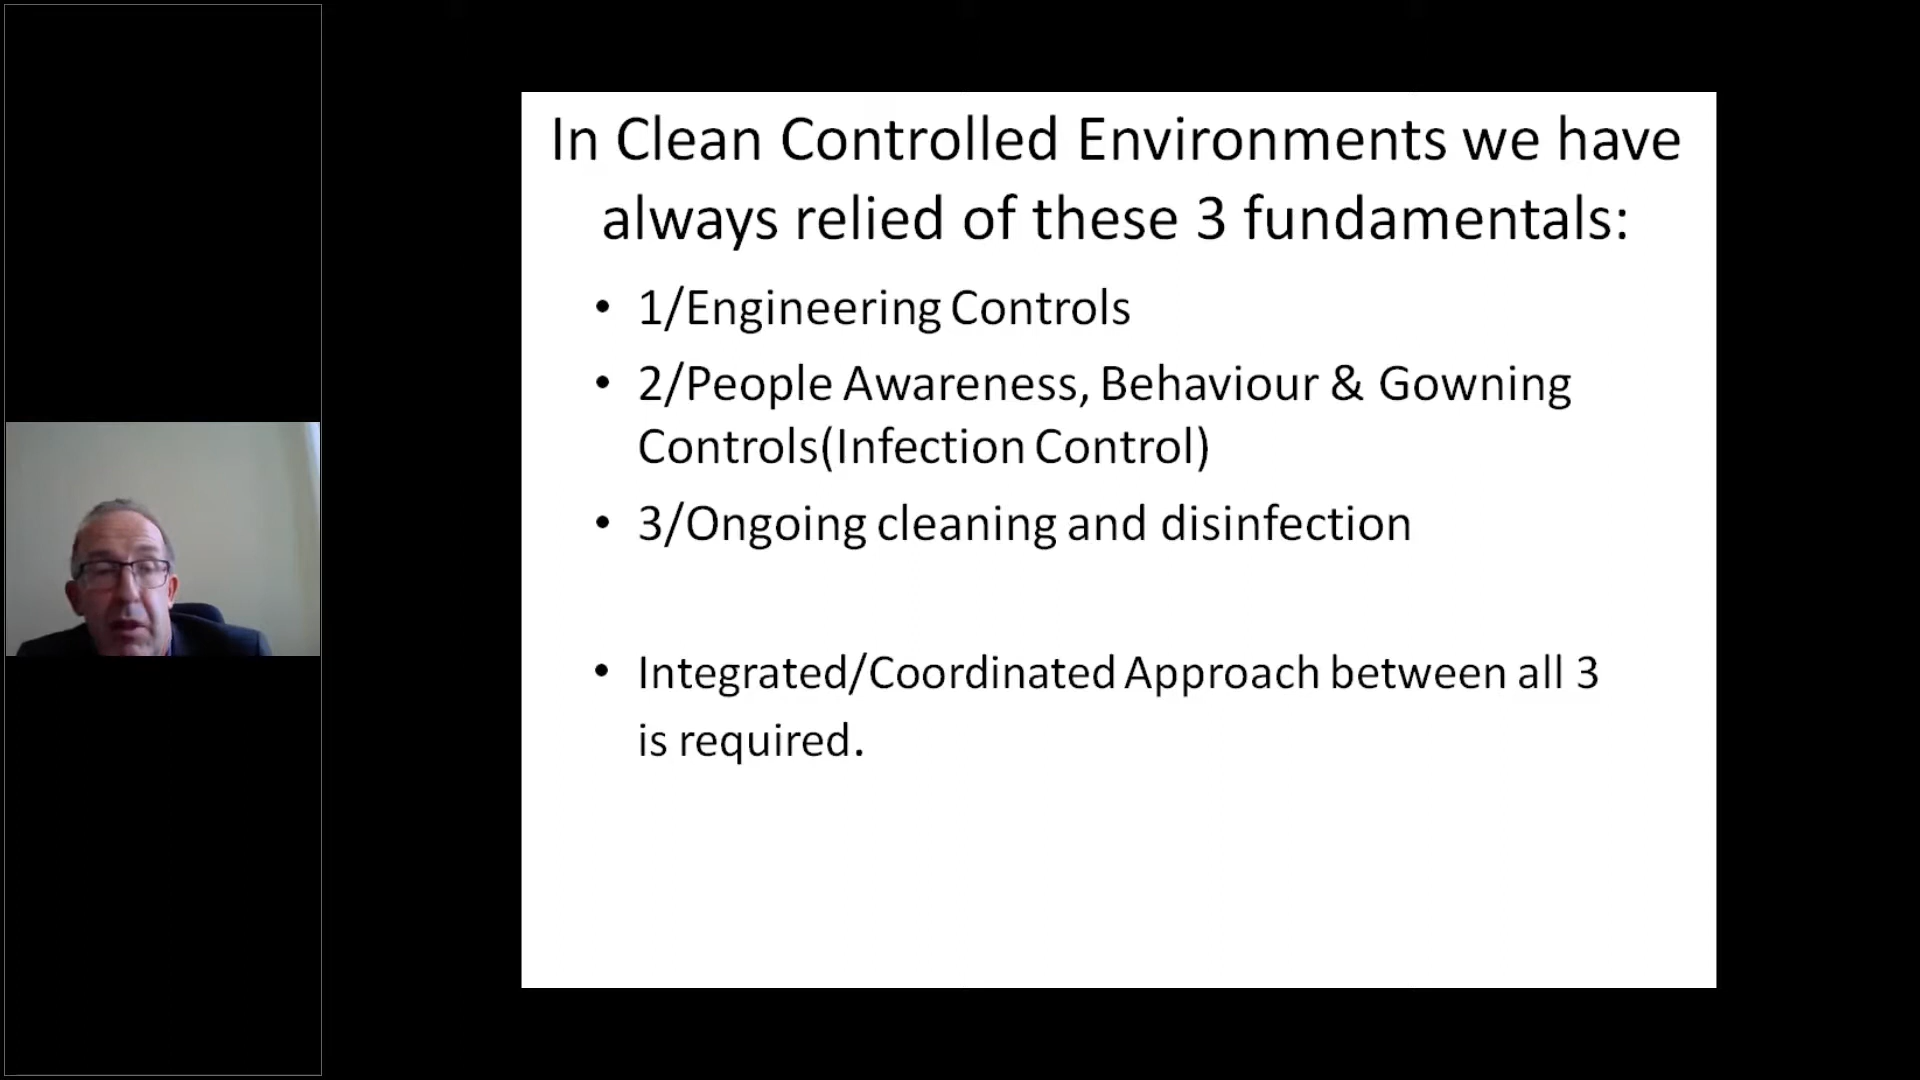 In Clean Controlled Environments we have
always relied of these 3 fundamentals:
• 1/Engineering Controls
• 2/People Awareness, Behaviour & Gowning
Controls(Infection Control)
• 3/Ongoing cleaning and disinfection
• Integrated/Coordinated Approach between all 3
is required.